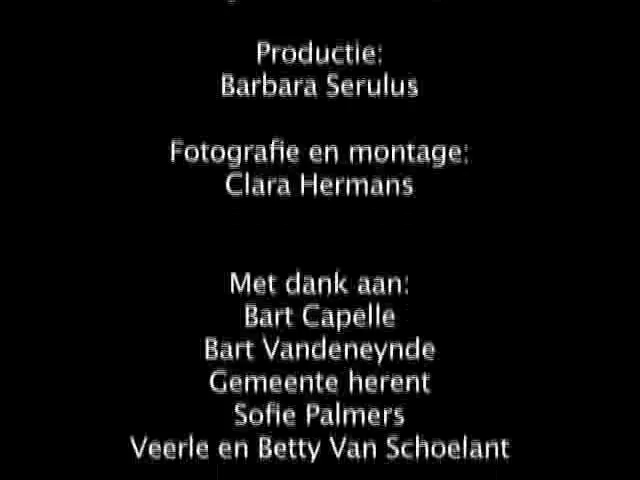 Productie:
Barbara Serulus
Fotografie en montage:
Clara Hermans
Met dank aan:
Bart Capelle
Bart Vandeneynde
Gemeente herent
Sofie Palmers
Veerle en Betty Van Schoelant